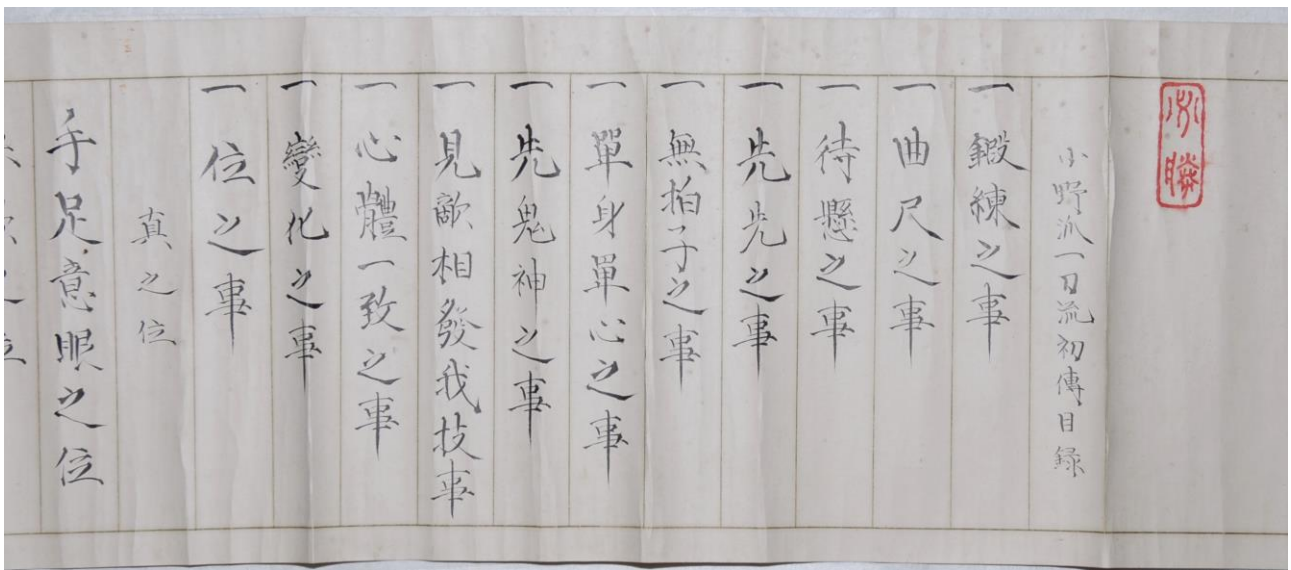 必勝
小野派一刀流初傳目録
一鍛練之事
一曲尺之事
一待懸之事
一先先之事
一無拍子之事
一單身單心之事
一先鬼神之事
一見敵相發我技事
一心體一致之事
一變化之事
一位之事
真之位
手足意眼之位